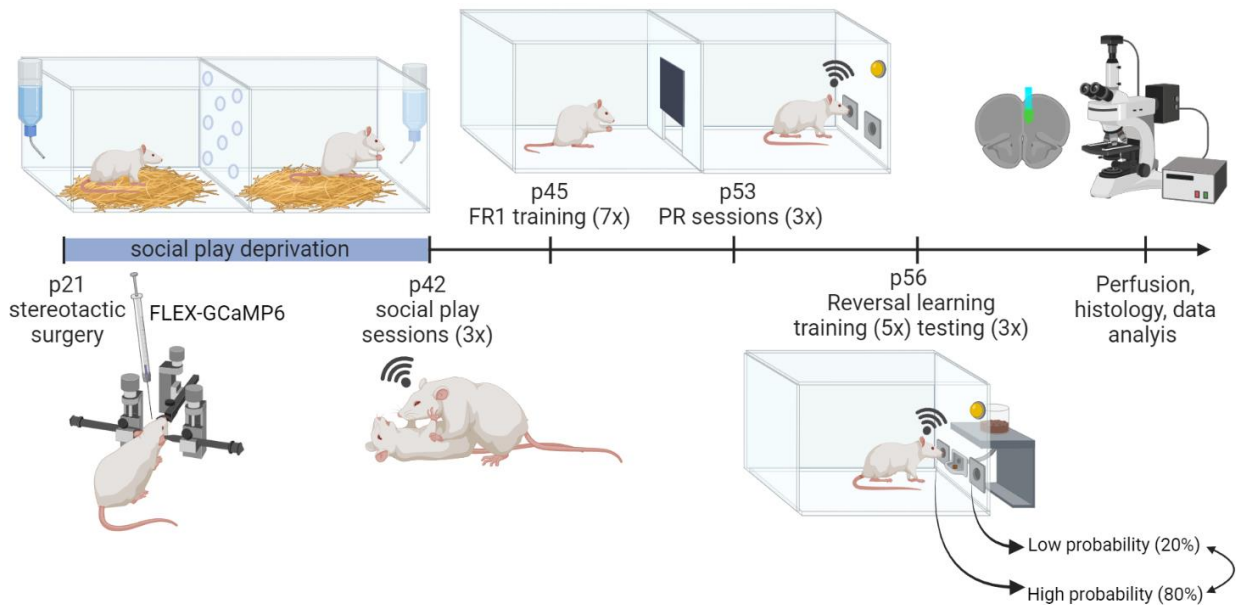 p45
FR1 training (7x)
p53
PR sessions (3x)
social play deprivation
p21
stereotactic
surgery
FLEX-GCaMP6
p42
social play
sessions (3x)
p56
Reversal learning
training (5x) testing (3x)
Perfusion,
histology, data
analyis
Low probability (20%)
High probability (80%)